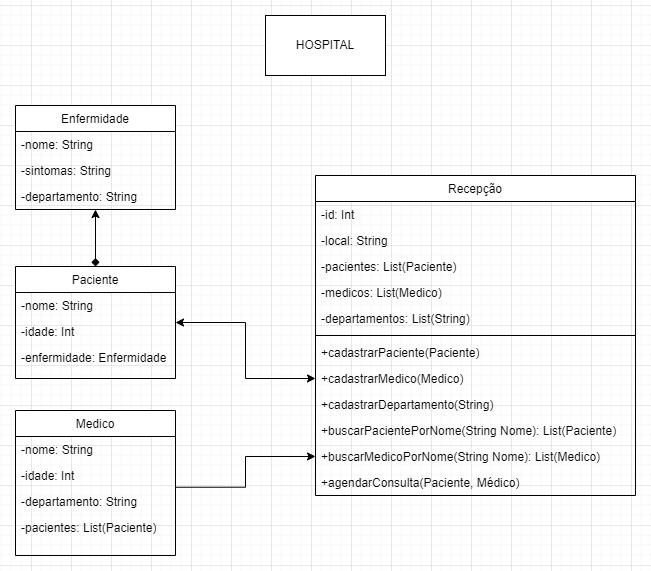 HOSPITAL
Enfermidade
-nome: String
-sintomas: String
-departamento: String
Paciente
-nome: String
-idade: Int
-enfermidade: Enfermidade
Medico
-nome: String
-idade: Int
-departamento: String
-pacientes: List(Paciente)
Recepção
-id: Int
-local: String
-pacientes: List(Paciente)
-medicos: List(Medico)
-departamentos: List(String)
+cadastrarPaciente(Paciente)
+cadastrarMedico(Medico)
+cadastrarDepartamento(String)
+buscarPacientePorNome(String Nome): List(Paciente)
+buscarMedicoPorNome(String Nome): List(Medico)
+agendarConsulta(Paciente, Médico)